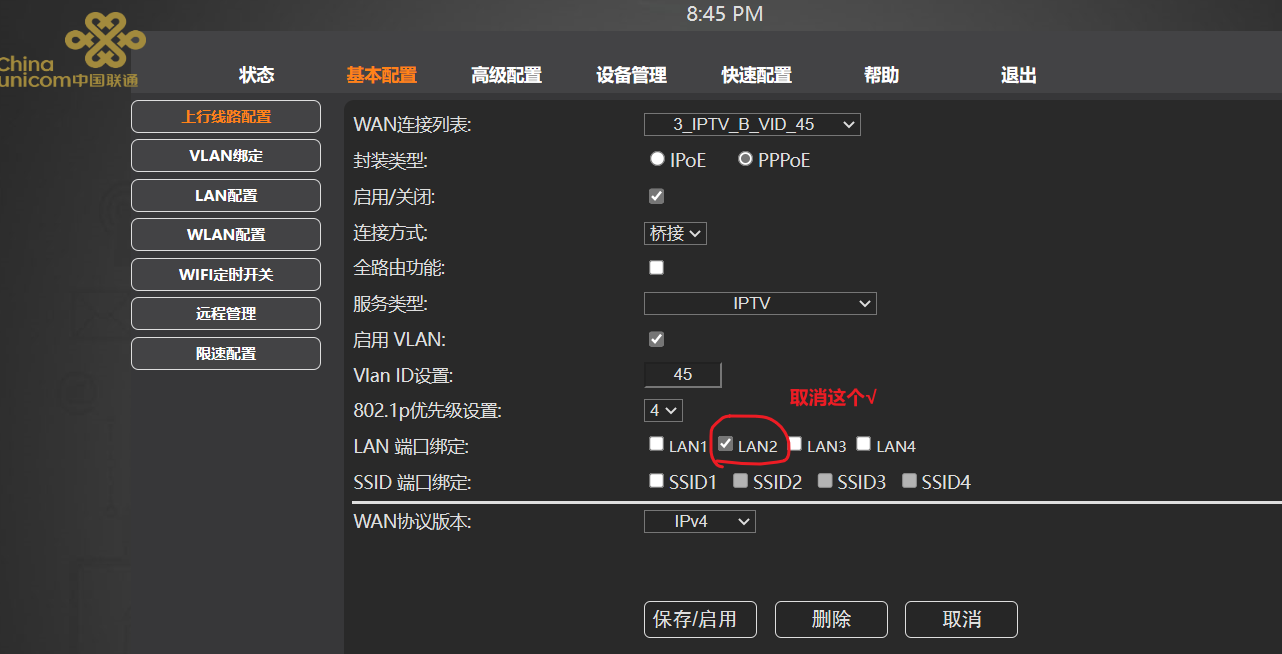 8:45 PM
China
unicom中国联通
状态 基本配置 高级配置 设备管理 快速配置 帮助 退出
上行线路配置
VLAN绑定
LAN配置
WLAN配置
WIFI定时开关
远程管理
限速配置
WAN连接列表: 3_IPTV_B_VID_45
封装类型: IPoE PPPoE
启用/关闭:
连接方式: 桥接
全路由功能:
服务类型: IPTV
启用 VLAN:
Vlan ID设置: 45
取消这个√
802.1p优先级设置: 4
LAN 端口绑定: LAN1 LAN2 LAN3 LAN4
SSID 端口绑定: SSID1 SSID2 SSID3 SSID4
WAN协议版本: IPv4
保存/启用 删除 取消